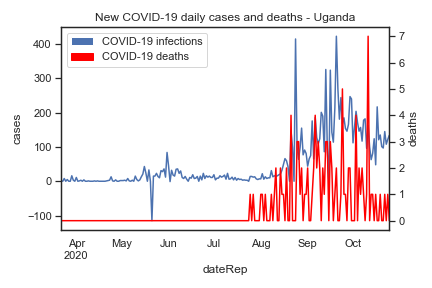 New COVID-19 daily cases and deaths - Uganda
COVID-19 infections
COVID-19 deaths
400
300
200
100
0
−100
cases
7
6
5
4
3
2
1
0
deaths
Apr May Jun Jul Aug Sep Oct
2020
dateRep